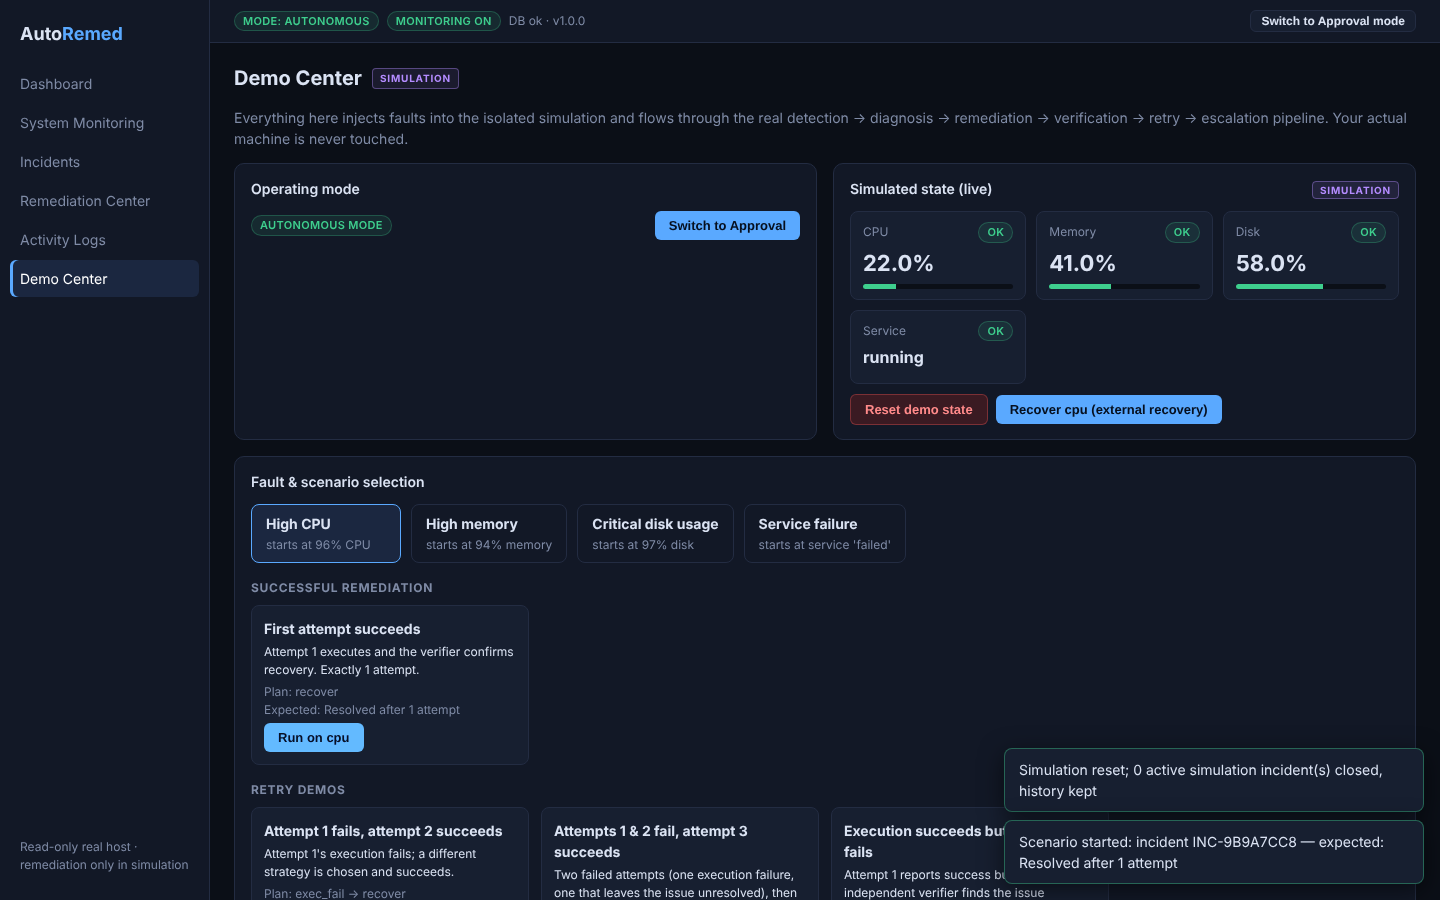 AutoRemed
MODE: AUTONOMOUS
MONITORING ON
DB ok · v1.0.0
Switch to Approval mode
Dashboard
System Monitoring
Incidents
Remediation Center
Activity Logs
Demo Center
Read-only real host ·
remediation only in simulation
Demo Center
SIMULATION
Everything here injects faults into the isolated simulation and flows through the real detection → diagnosis → remediation → verification → retry → escalation pipeline. Your actual
machine is never touched.
Operating mode
AUTONOMOUS MODE
Switch to Approval
Simulated state (live)
SIMULATION
CPU
OK
22.0%
Memory
OK
41.0%
Disk
OK
58.0%
Service
OK
running
Reset demo state
Recover cpu (external recovery)
Fault & scenario selection
High CPU
starts at 96% CPU
High memory
starts at 94% memory
Critical disk usage
starts at 97% disk
Service failure
starts at service 'failed'
SUCCESSFUL REMEDIATION
First attempt succeeds
Attempt 1 executes and the verifier confirms
recovery. Exactly 1 attempt.
Plan: recover
Expected: Resolved after 1 attempt
Run on cpu
RETRY DEMOS
Attempt 1 fails, attempt 2 succeeds
Attempt 1's execution fails; a different
strategy is chosen and succeeds.
Plan: exec_fail → recover
Attempts 1 & 2 fail, attempt 3
succeeds
Two failed attempts (one execution failure,
one that leaves the issue unresolved), then
Execution succeeds but
fails
Attempt 1 reports success
independent verifier finds the issue
Simulation reset; 0 active simulation incident(s) closed,
history kept
Scenario started: incident INC-9B9A7CC8 — expected:
Resolved after 1 attempt